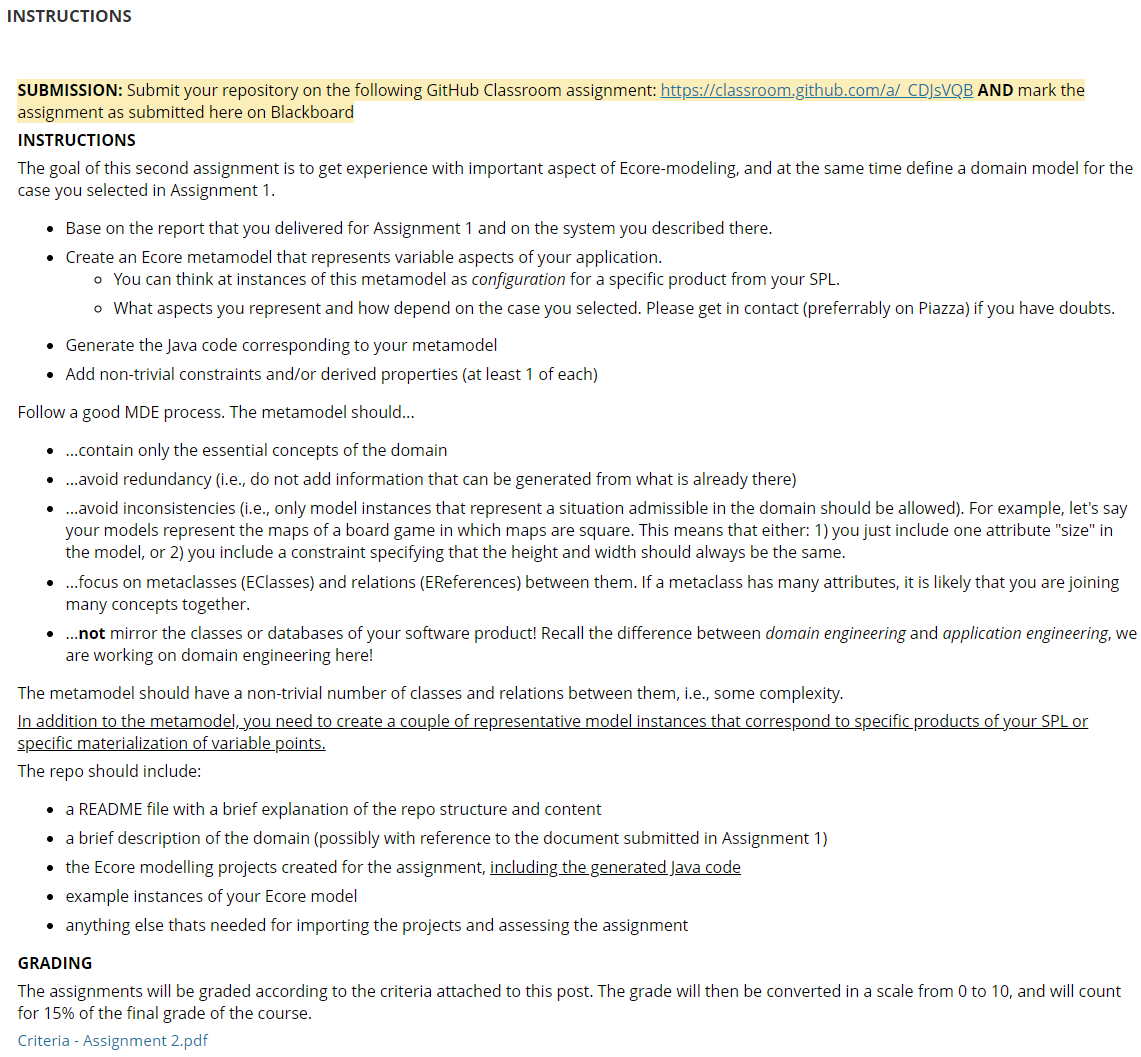 INSTRUCTIONS
SUBMISSION: Submit your repository on the following GitHub Classroom assignment: https://classroom.github.com/a/_CDJsVQB AND mark the
assignment as submitted here on Blackboard
INSTRUCTIONS
The goal of this second assignment is to get experience with important aspect of Ecore-modeling, and at the same time define a domain model for the
case you selected in Assignment 1.
• Base on the report that you delivered for Assignment 1 and on the system you described there.
• Create an Ecore metamodel that represents variable aspects of your application.
◦ You can think at instances of this metamodel as configuration for a specific product from your SPL.
◦ What aspects you represent and how depend on the case you selected. Please get in contact (preferrably on Piazza) if you have doubts.
• Generate the Java code corresponding to your metamodel
• Add non-trivial constraints and/or derived properties (at least 1 of each)
Follow a good MDE process. The metamodel should...
• ...contain only the essential concepts of the domain
• ...avoid redundancy (i.e., do not add information that can be generated from what is already there)
• ...avoid inconsistencies (i.e., only model instances that represent a situation admissible in the domain should be allowed). For example, let's say
your models represent the maps of a board game in which maps are square. This means that either: 1) you just include one attribute "size" in
the model, or 2) you include a constraint specifying that the height and width should always be the same.
• ...focus on metaclasses (EClasses) and relations (EReferences) between them. If a metaclass has many attributes, it is likely that you are joining
many concepts together.
• ...not mirror the classes or databases of your software product! Recall the difference between domain engineering and application engineering, we
are working on domain engineering here!
The metamodel should have a non-trivial number of classes and relations between them, i.e., some complexity.
In addition to the metamodel, you need to create a couple of representative model instances that correspond to specific products of your SPL or
specific materialization of variable points.
The repo should include:
• a README file with a brief explanation of the repo structure and content
• a brief description of the domain (possibly with reference to the document submitted in Assignment 1)
• the Ecore modelling projects created for the assignment, including the generated Java code
• example instances of your Ecore model
• anything else thats needed for importing the projects and assessing the assignment
GRADING
The assignments will be graded according to the criteria attached to this post. The grade will then be converted in a scale from 0 to 10, and will count
for 15% of the final grade of the course.
Criteria - Assignment 2.pdf